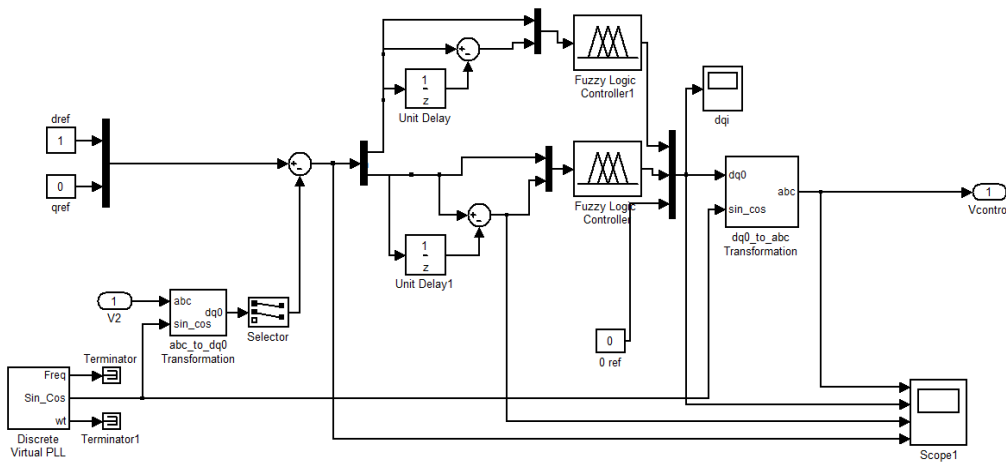 Fuzzy Logic
Controller1
1
z
Unit Delay
dqi
dref
1
0
qref
Fuzzy Logic
Controller
dq0
sin_cos
abc
dq0_to_abc
Transformation
1
Vcontrol
1
z
Unit Delay1
1
V2
abc
sin_cos
dq0
abc_to_dq0
Transformation
Selector
0
0 ref
Terminator
Freq
Sin_Cos
wt
Discrete
Virtual PLL
Terminator1
Scope1